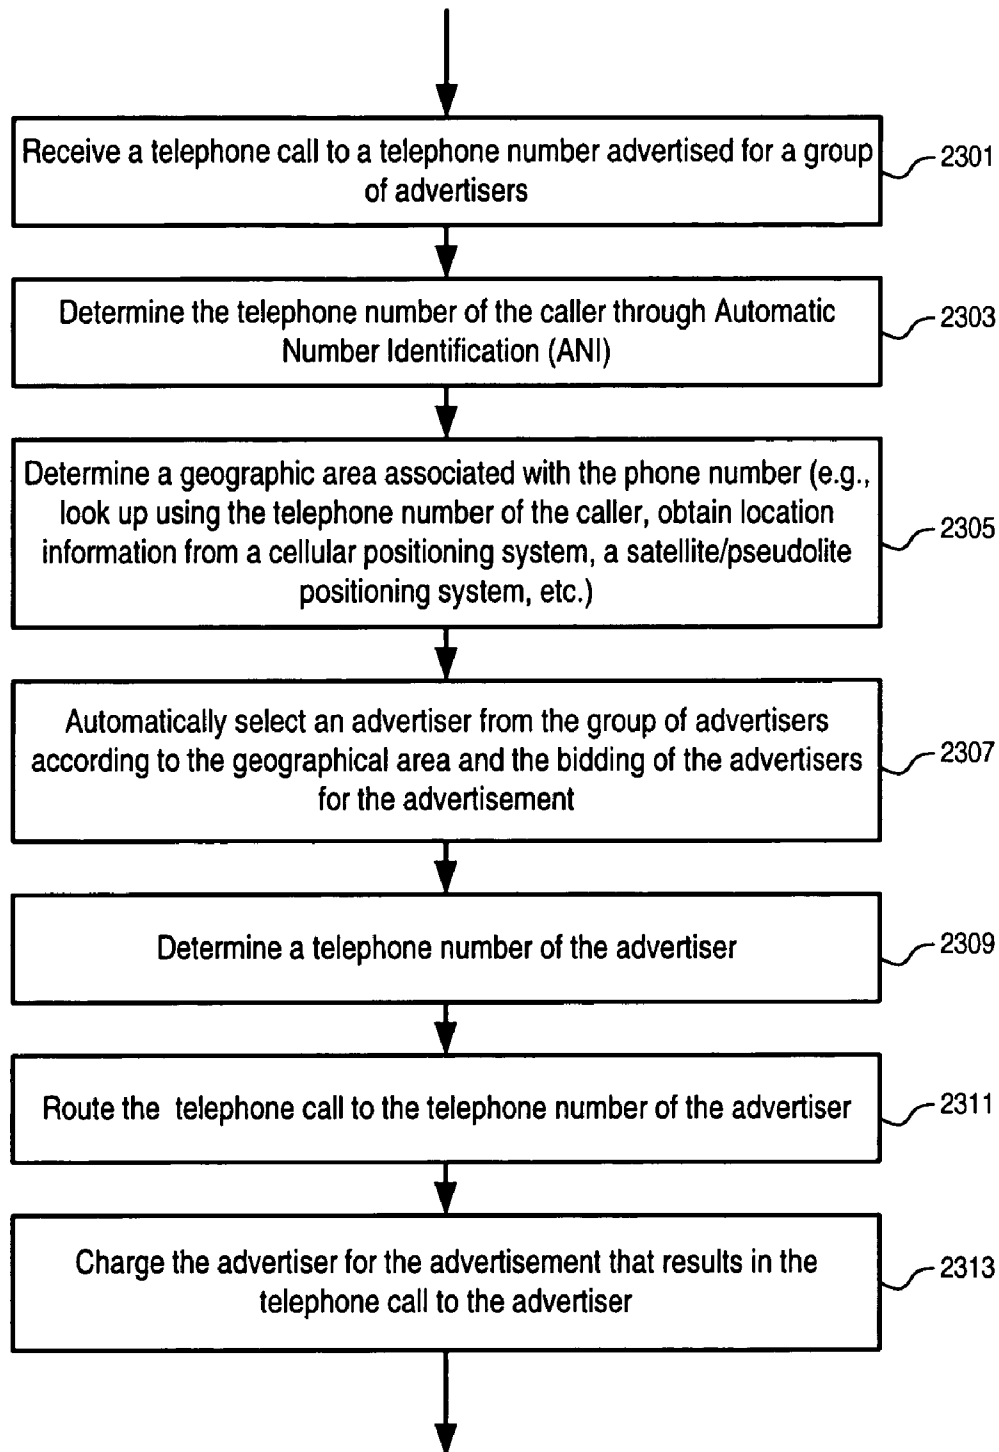 Receive a telephone call to a telephone number advertised for a group
of advertisers
2301
Determine the telephone number of the caller through Automatic
Number Identification (ANI)
2303
Determine a geographic area associated with the phone number (e.g.,
look up using the telephone number of the caller, obtain location
information from a cellular positioning system, a satellite/pseudolite
positioning system, etc.)
2305
Automatically select an advertiser from the group of advertisers
according to the geographical area and the bidding of the advertisers
for the advertisement
2307
Determine a telephone number of the advertiser
2309
Route the telephone call to the telephone number of the advertiser
2311
Charge the advertiser for the advertisement that results in the
telephone call to the advertiser
2313